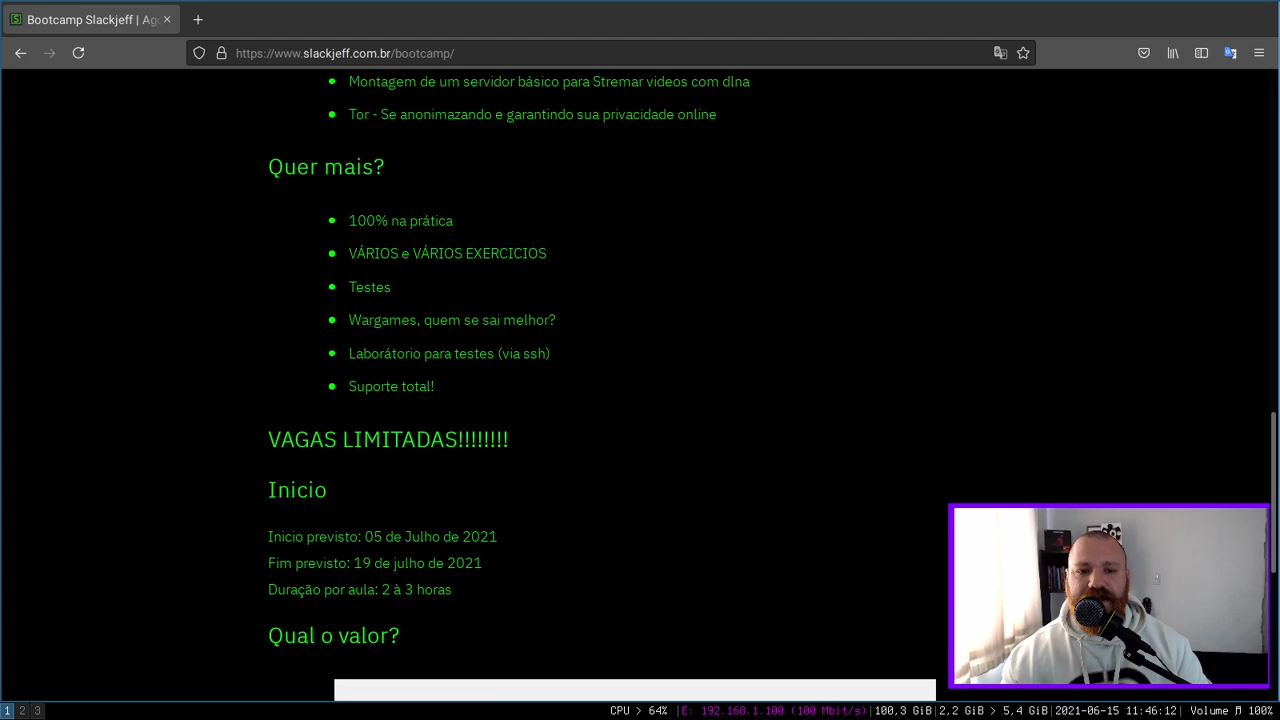 Bootcamp Slackjeff | Ago
https://www.slackjeff.com.br/bootcamp/
Montagem de um servidor básico para Stremar videos com dlna
Tor - Se anonimazando e garantindo sua privacidade online
Quer mais?
100% na prática
VÁRIOS e VÁRIOS EXERCICIOS
Testes
Wargames, quem se sai melhor?
Laborátorio para testes (via ssh)
Suporte total!
VAGAS LIMITADAS!!!!!!!!
Inicio
Inicio previsto: 05 de Julho de 2021
Fim previsto: 19 de julho de 2021
Duração por aula: 2 à 3 horas
Qual o valor?
1 2 3 CPU > 64% |E: 192.168.1.100 (100 Mbit/s)|100,3 GiB|2,2 GiB > 5,4 GiB|2021-06-15 11:46:12| Volume ♬ 100%